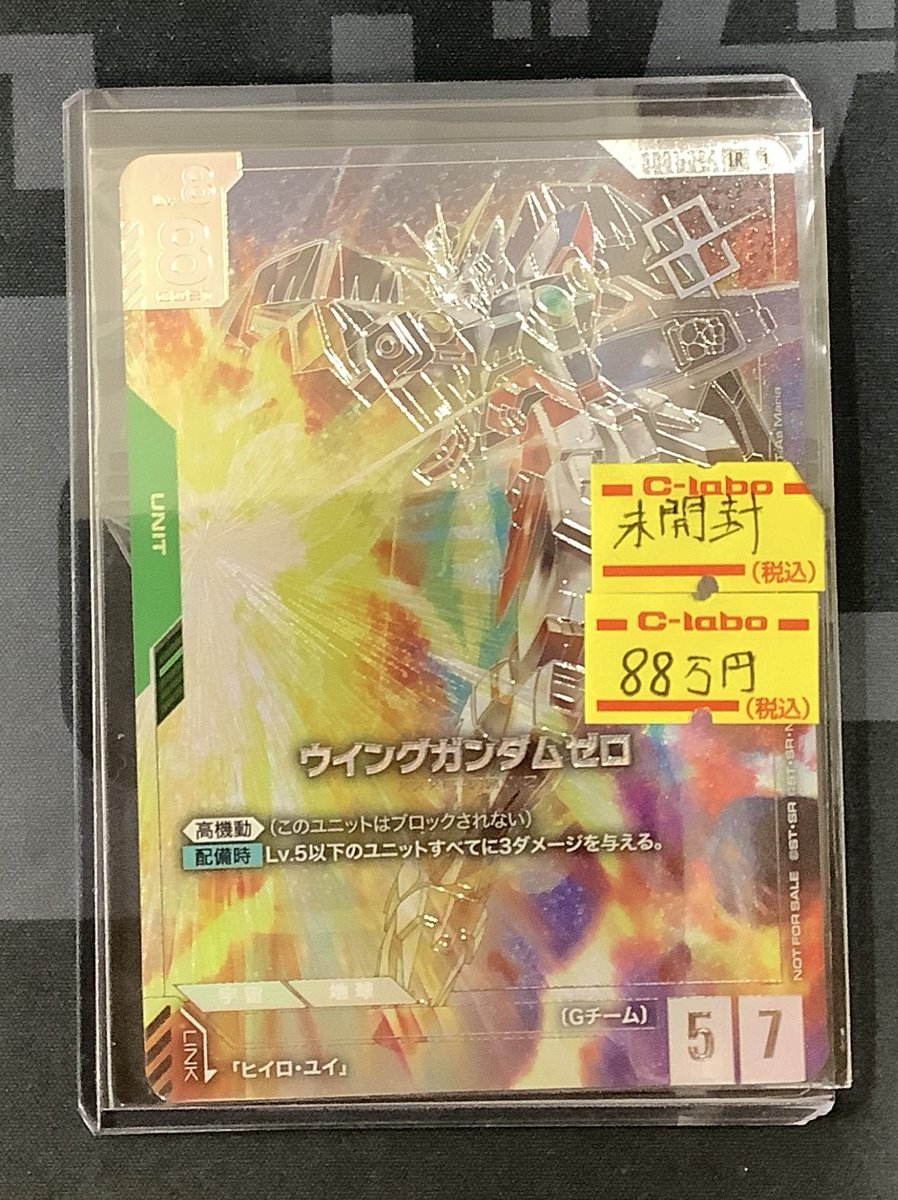 LR
UNIT
C-labo
未開封
(税込)
C-labo
88万円
(税込)
ウイングガンダムゼロ
高機動 (このユニットはブロックされない)
配備時 Lv.5以下のユニットすべてに3ダメージを与える。
宇宙 地球
〔Gチーム〕
5 7
LINK
「ヒイロ・ユイ」
NOT FOR SALE